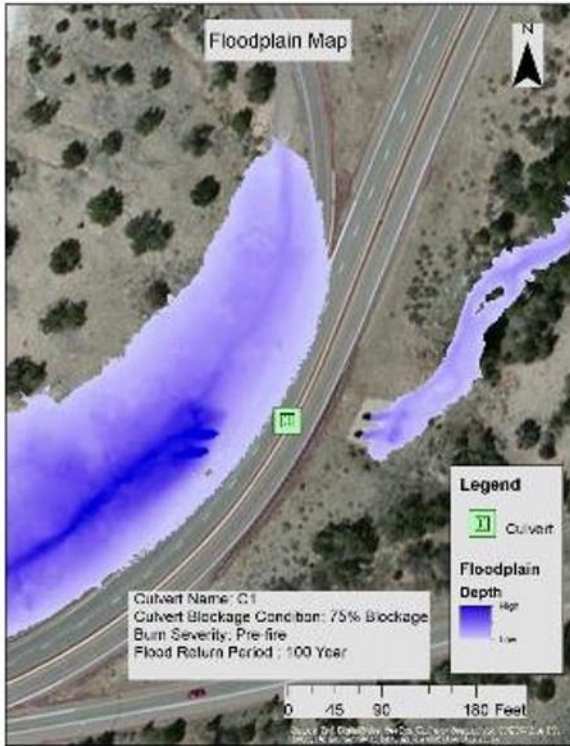 Floodplain Map
N
Legend
Culvert
Floodplain
Depth
High
Low
Culvert Name: C1
Culvert Blockage Condition: 75% Blockage
Burn Severity: Pre-fire
Flood Return Period : 100 Year
0 45 90 180 Feet